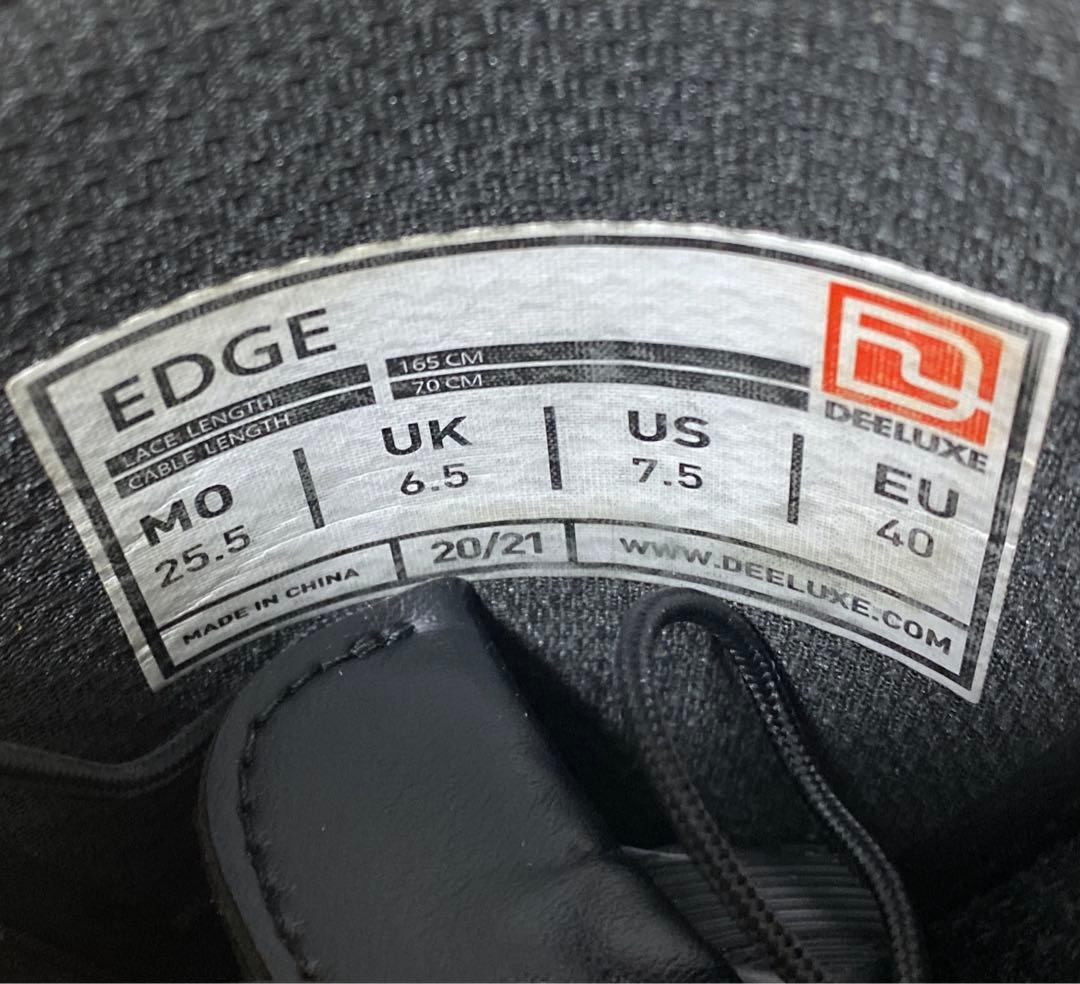 EDGE
LACE LENGTH 165 CM
CABLE LENGTH 70 CM
MO UK US EU
25.5 6.5 7.5 40
MADE IN CHINA 20/21 WWW.DEELUXE.COM
DEELUXE